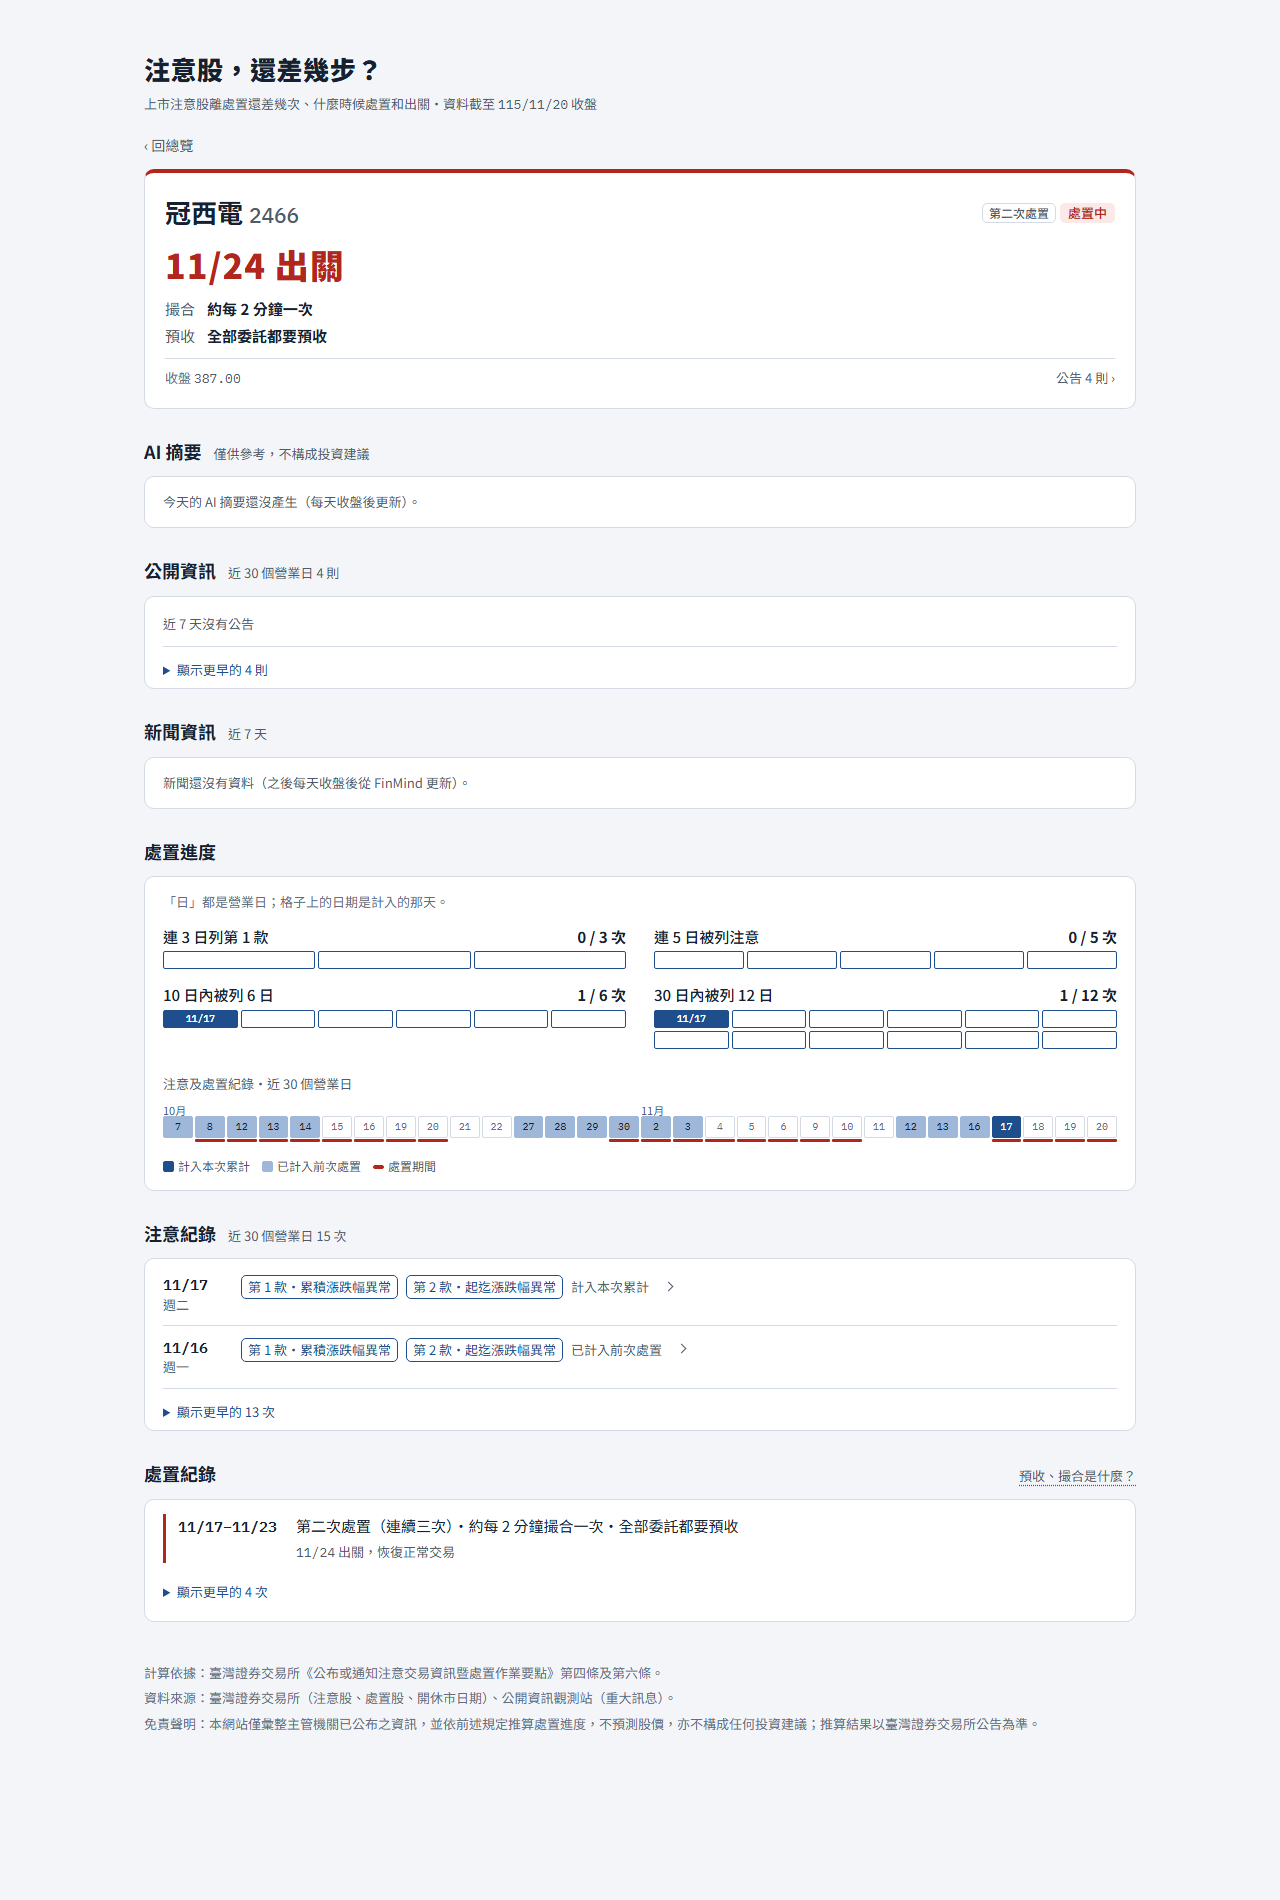 注意股，還差幾步？
上市注意股離處置還差幾次、什麼時候處置和出關・資料截至 115/11/20 收盤
‹ 回總覽
冠西電 2466
第二次處置 處置中
11/24 出關
撮合 約每 2 分鐘一次
預收 全部委託都要預收
收盤 387.00
公告 4 則 ›
AI 摘要 僅供參考，不構成投資建議
今天的 AI 摘要還沒產生（每天收盤後更新）。
公開資訊 近 30 個營業日 4 則
近 7 天沒有公告
▶ 顯示更早的 4 則
新聞資訊 近 7 天
新聞還沒有資料（之後每天收盤後從 FinMind 更新）。
處置進度
「日」都是營業日；格子上的日期是計入的那天。
連 3 日列第 1 款 0 / 3 次
連 5 日被列注意 0 / 5 次
10 日內被列 6 日 1 / 6 次
11/17
30 日內被列 12 日 1 / 12 次
11/17
注意及處置紀錄・近 30 個營業日
10月 11月
7 8 12 13 14 15 16 19 20 21 22 27 28 29 30 2 3 4 5 6 9 10 11 12 13 16 17 18 19 20
計入本次累計 已計入前次處置 處置期間
注意紀錄 近 30 個營業日 15 次
11/17 第 1 款・累積漲跌幅異常 第 2 款・起迄漲跌幅異常 計入本次累計 ›
週二
11/16 第 1 款・累積漲跌幅異常 第 2 款・起迄漲跌幅異常 已計入前次處置 ›
週一
▶ 顯示更早的 13 次
處置紀錄
預收、撮合是什麼？
11/17–11/23 第二次處置（連續三次）・約每 2 分鐘撮合一次・全部委託都要預收
11/24 出關，恢復正常交易
▶ 顯示更早的 4 次
計算依據：臺灣證券交易所《公布或通知注意交易資訊暨處置作業要點》第四條及第六條。
資料來源：臺灣證券交易所（注意股、處置股、開休市日期）、公開資訊觀測站（重大訊息）。
免責聲明：本網站僅彙整主管機關已公布之資訊，並依前述規定推算處置進度，不預測股價，亦不構成任何投資建議；推算結果以臺灣證券交易所公告為準。